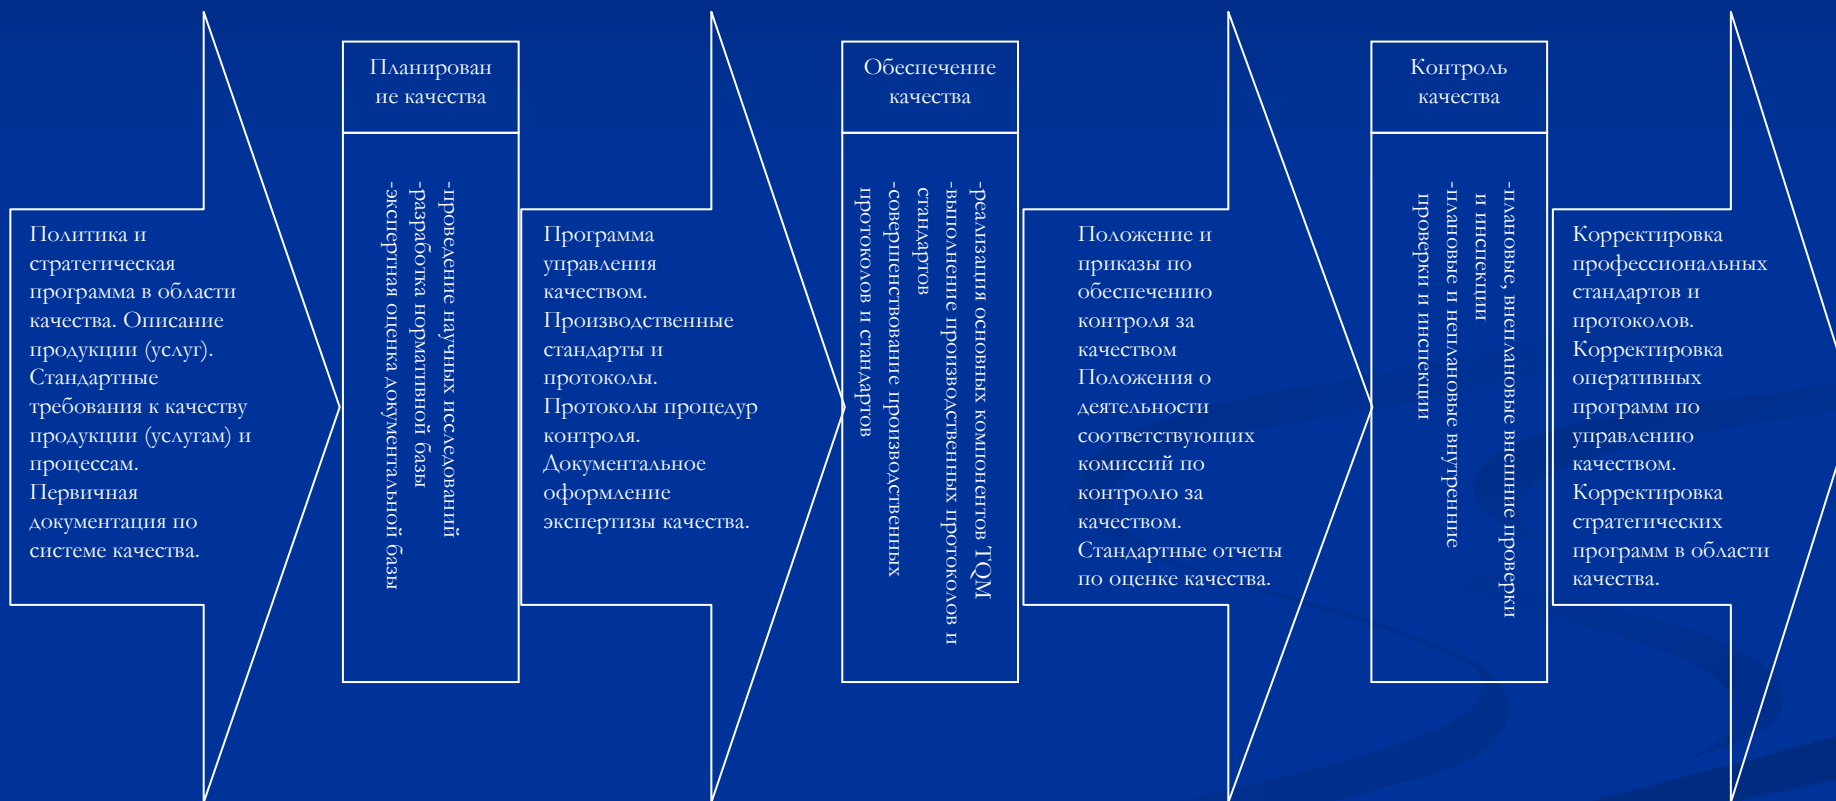 Политика и
стратегическая
программа в области
качества. Описание
продукции (услуг).
Стандартные
требования к качеству
продукции (услугам) и
процессам.
Первичная
документация по
системе качества.
Планирован
ие качества
-проведение научных исследований
-разработка нормативной базы
-экспертная оценка документальной базы
Программа
управления
качеством.
Производственные
стандарты и
протоколы.
Протоколы процедур
контроля.
Документальное
оформление
экспертизы качества.
Обеспечение
качества
-реализация основных компонентов TQM
-выполнение производственных протоколов и
стандартов
-совершенствование производственных
протоколов и стандартов
Положение и
приказы по
обеспечению
контроля за
качеством
Положения о
деятельности
соответствующих
комиссий по
контролю за
качеством.
Стандартные отчеты
по оценке качества.
Контроль
качества
-плановые, внеплановые внешние проверки
и инспекции
-плановые и неплановые внутренние
проверки и инспекции
Корректировка
профессиональных
стандартов и
протоколов.
Корректировка
оперативных
программ по
управлению
качеством.
Корректировка
стратегических
программ в области
качества.